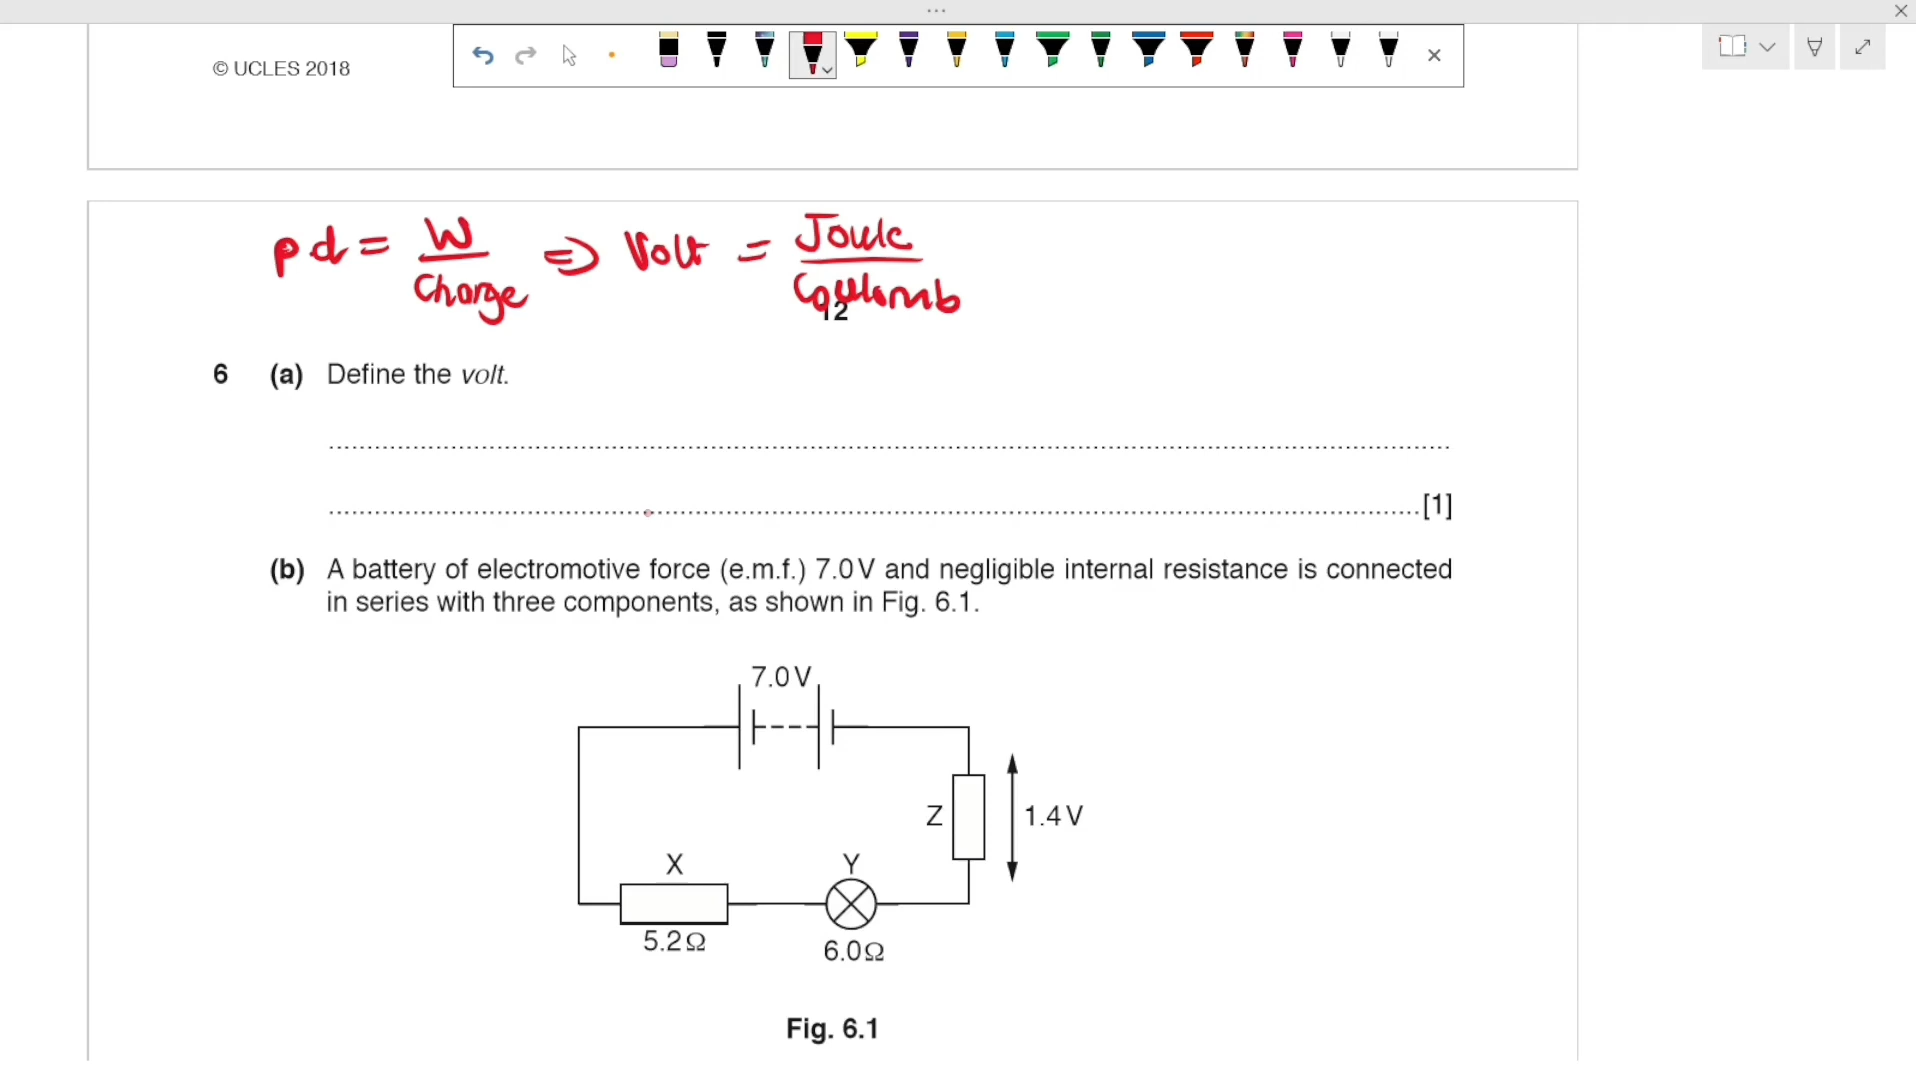 © UCLES 2018
pd = W / Charge ⇒ Volt = Joule / Coulomb
12
6 (a) Define the volt.
[1]
(b) A battery of electromotive force (e.m.f.) 7.0 V and negligible internal resistance is connected
in series with three components, as shown in Fig. 6.1.
7.0 V
Z 1.4 V
X Y
5.2 Ω
6.0 Ω
Fig. 6.1